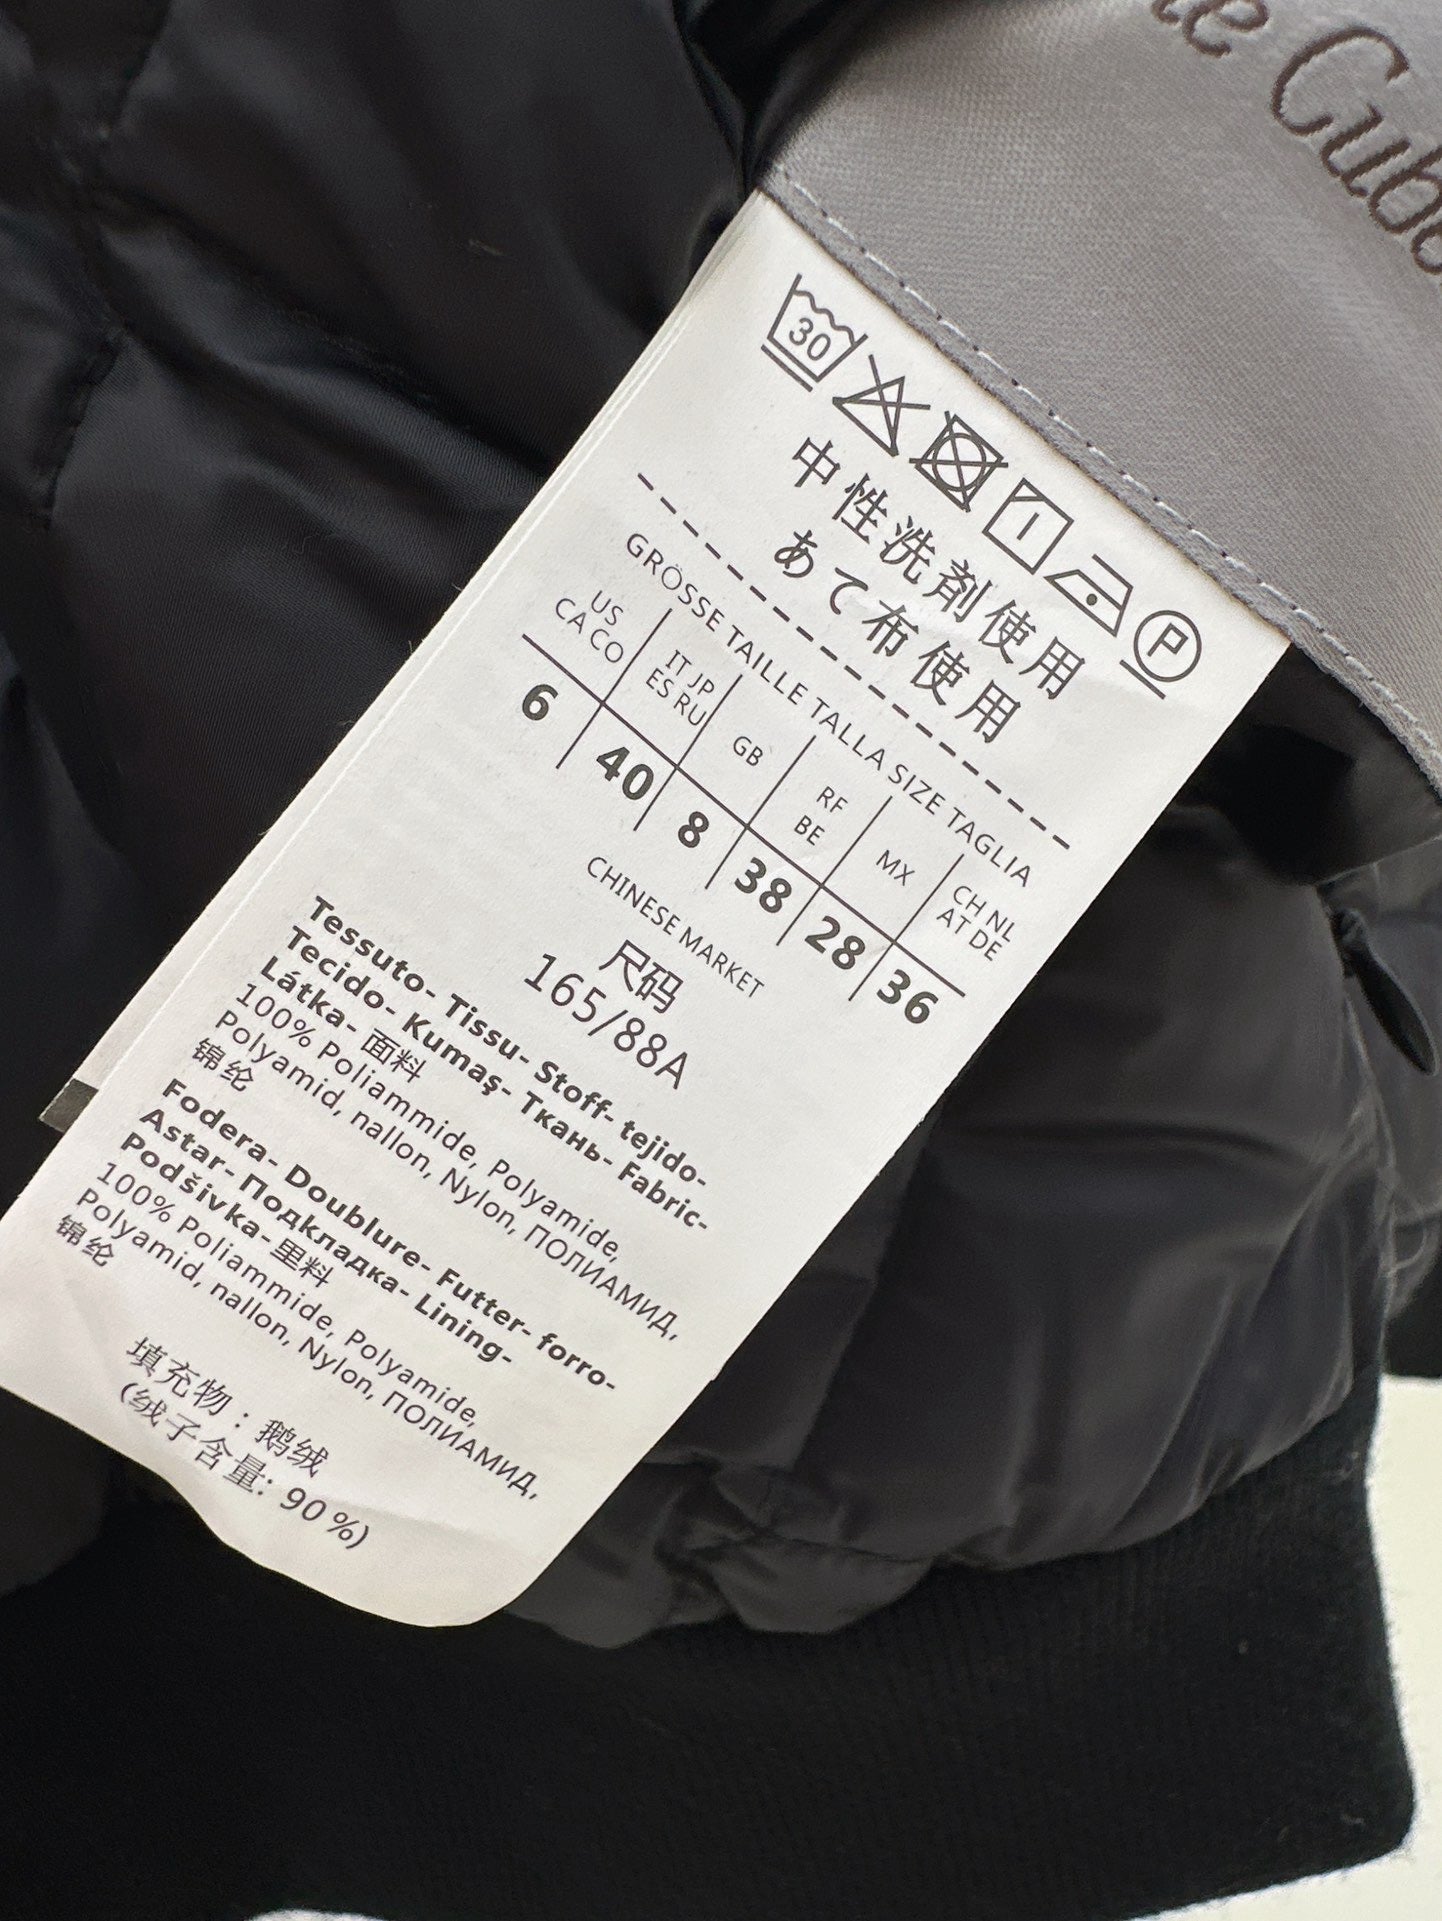 Cube
30
P
中性洗剤使用
あて布使用
GRÖSSE TAILLE TALLA SIZE TAGLIA
US CA CO
IT JP ES RU
GB
RF BE
MX
CH NL AT DE
6 40 8 38 28 36
CHINESE MARKET
尺码
165/88A
Tessuto- Tissu- Stoff- tejido-
Tecido- Kumaş- Ткань- Fabric-
Látka- 面料
100% Poliammide, Polyamide,
Polyamid, nallon, Nylon, ПОЛИАМИД,
锦纶
Fodera- Doublure- Futter- forro-
Astar- Подкладка- Lining-
Podšívka- 里料
100% Poliammide, Polyamide,
Polyamid, nallon, Nylon, ПОЛИАМИД,
锦纶
填充物：鹅绒
(绒子含量: 90%)